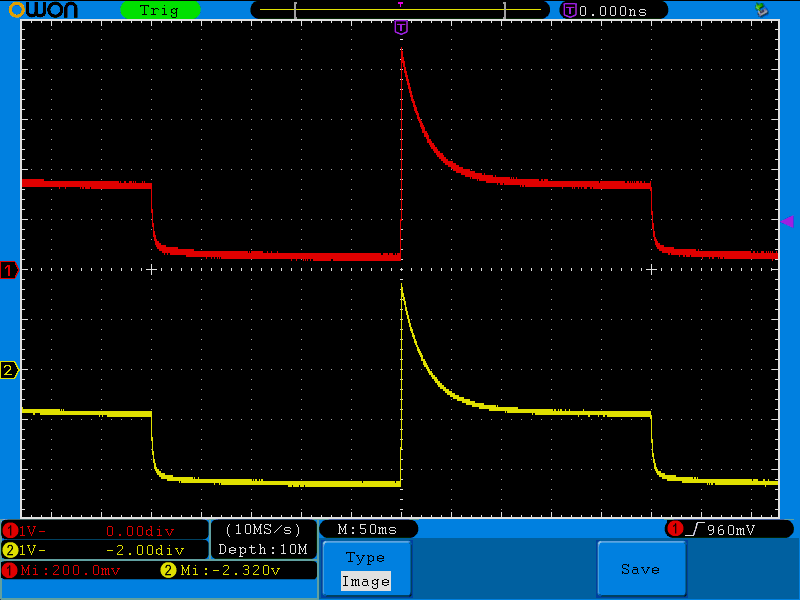 OWON Trig T 0.000ns
T
1
2
1 1V- 0.00div
2 1V- -2.00div
(10MS/s)
Depth:10M
M:50ms
1 960mV
1 Mi:200.0mv 2 Mi:-2.320v
Type
Image
Save